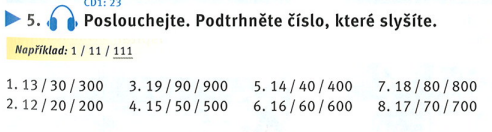 CD1: 23
5. Poslouchejte. Podtrhněte číslo, které slyšíte.
Například: 1 / 11 / 111
1. 13 / 30 / 300 3. 19 / 90 / 900 5. 14 / 40 / 400 7. 18 / 80 / 800
2. 12 / 20 / 200 4. 15 / 50 / 500 6. 16 / 60 / 600 8. 17 / 70 / 700